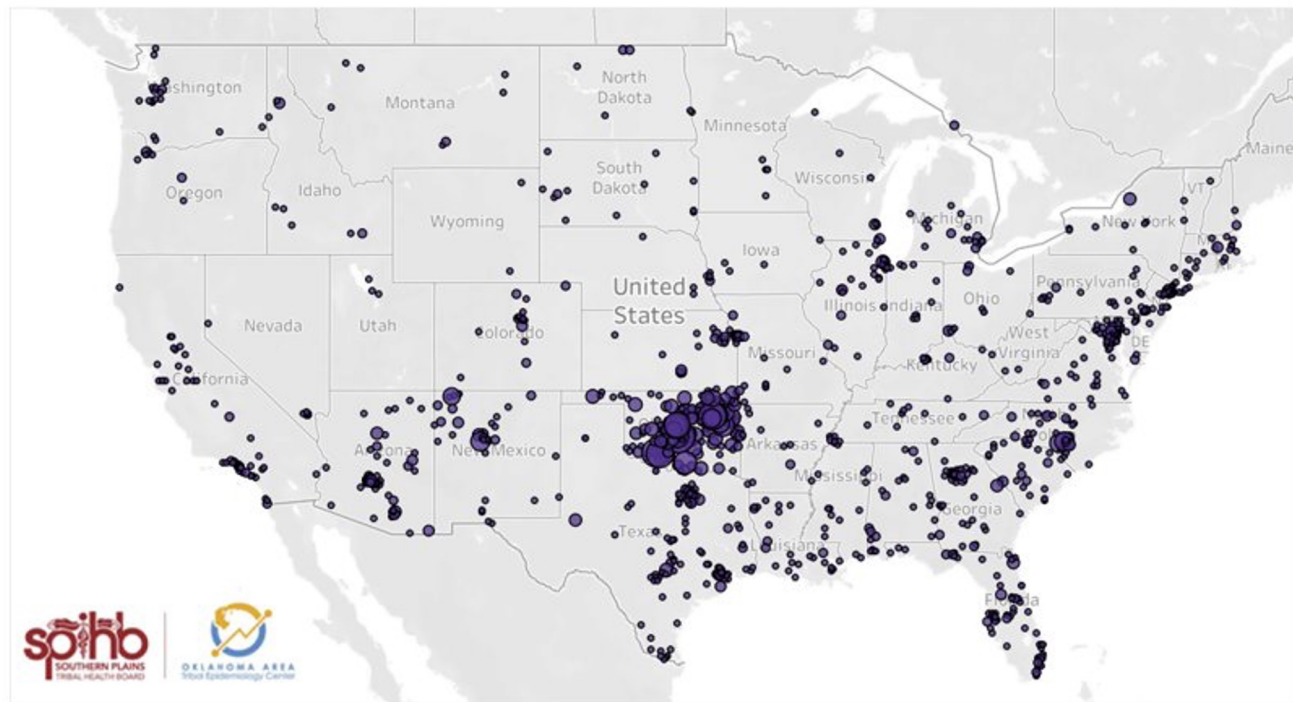 Washington
Montana
North
Dakota
Minnesota
Maine
Oregon
Idaho
South
Dakota
Wisconsin
VT
Wyoming
Michigan
New York
Iowa
United
States
Pennsylvania
Nevada
Utah
Colorado
Illinois
Indiana
Ohio
West
Virginia
DE
Missouri
Kentucky
California
Tennessee
Arizona
New Mexico
Arkansas
Mississippi
Georgia
Texas
Louisiana
Florida
spthb
SOUTHERN PLAINS
TRIBAL HEALTH BOARD
OKLAHOMA AREA
Tribal Epidemiology Center